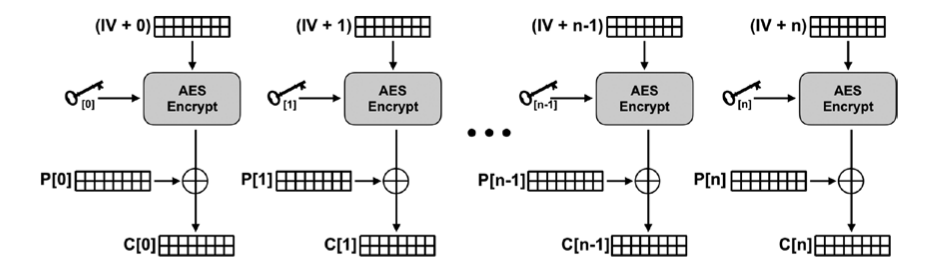 (IV + 0) (IV + 1) (IV + n-1) (IV + n)
[0] AES Encrypt [1] AES Encrypt [n-1] AES Encrypt [n] AES Encrypt
•••
P[0] P[1] P[n-1] P[n]
C[0] C[1] C[n-1] C[n]